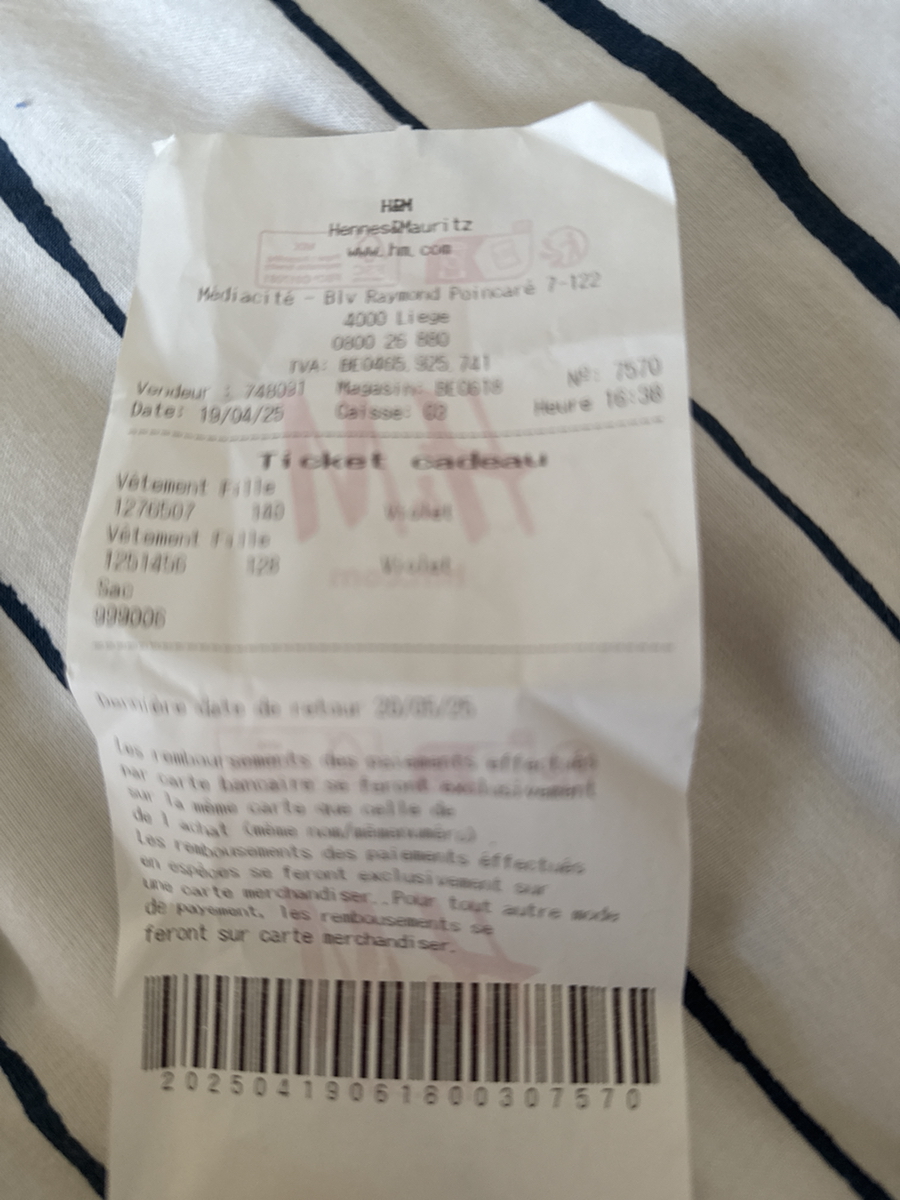 H&M
Hennes&Mauritz
www.hm.com
Médiacité - Blv Raymond Poincaré 7-122
4000 Liege
0800 26 880
TVA: BE0465.925.741
Vendeur : 748031 Magasin: BE0618 Nº: 7570
Date: 19/04/25 Caisse: 02 Heure 16:38
Ticket cadeau
Vêtement Fille
1276507 140
Vêtement Fille
1251456 128
Sac
999006
Dernière date de retour
Les remboursements des paiements effectués
par carte bancaire se feront exclusivement
sur la même carte que celle de
de l achat (même nom/même
Les rembousements des paiements éffectués
en espèces se feront exclusivement sur
une carte merchandiser..Pour tout autre mode
de payement, les rembousements se
feront sur carte merchandiser.
20250419061800307570